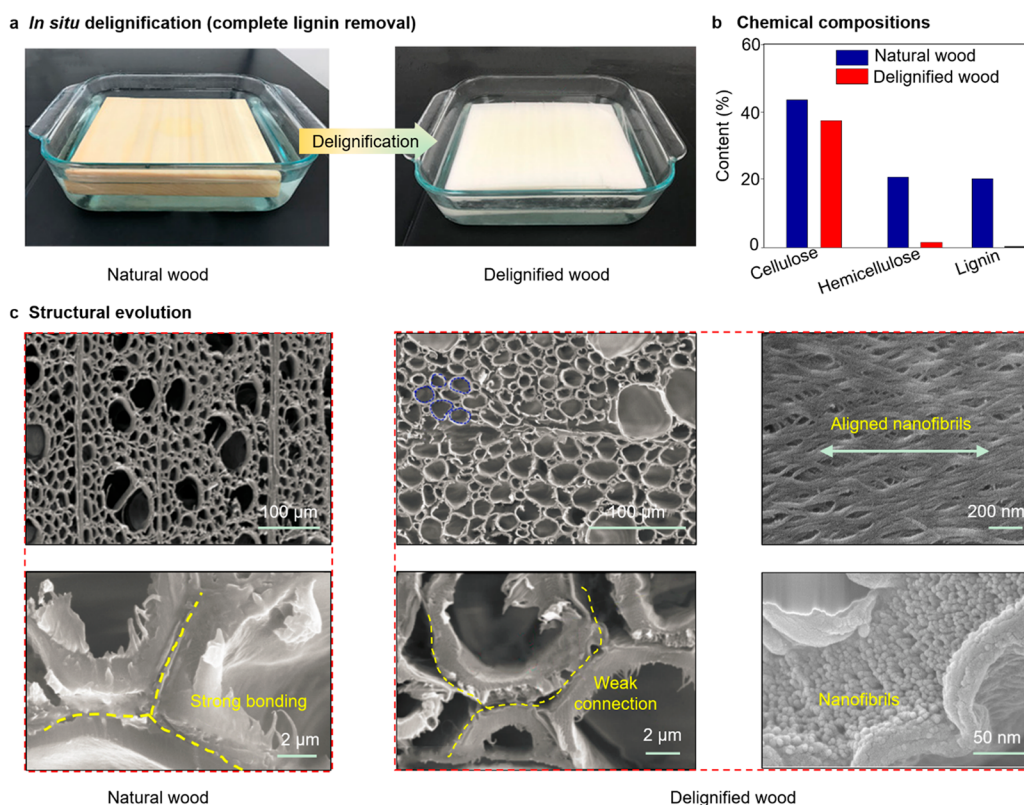 a In situ delignification (complete lignin removal)
Delignification
Natural wood
Delignified wood
b Chemical compositions
60
40
20
0
Content (%)
Natural wood
Delignified wood
Cellulose
Hemicellulose
Lignin
c Structural evolution
100 µm
100 µm
Aligned nanofibrils
200 nm
Strong bonding
2 µm
Weak
connection
2 µm
Nanofibrils
50 nm
Natural wood
Delignified wood